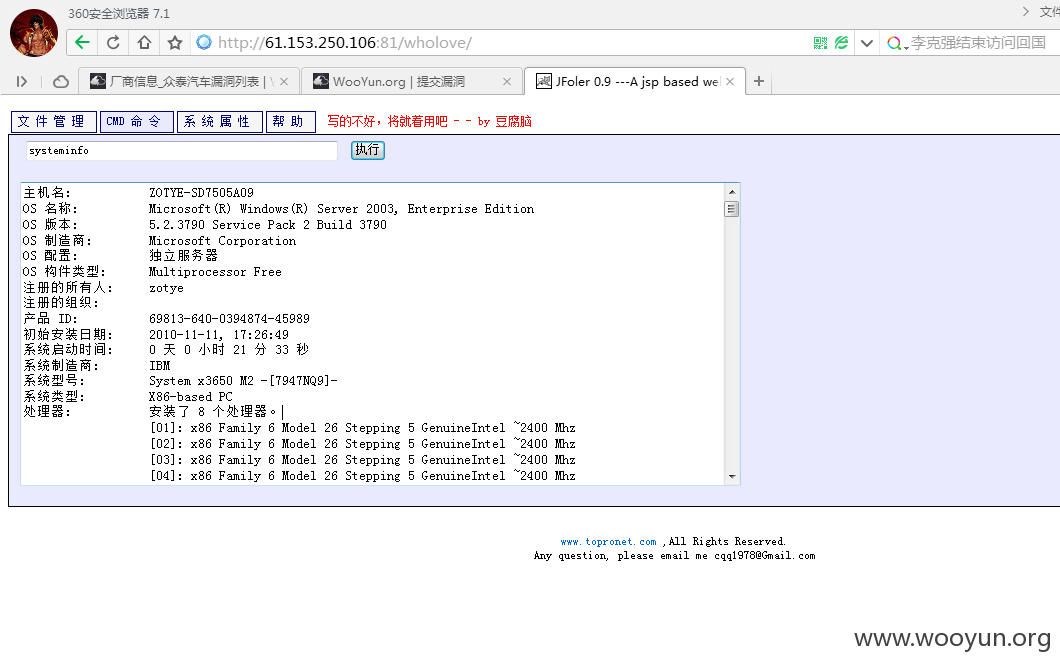 360安全浏览器 7.1
文件
http://61.153.250.106:81/wholove/
李克强结束访问回国
厂商信息_众泰汽车漏洞列表 | \
WooYun.org | 提交漏洞
JFoler 0.9 ---A jsp based we
文件管理 CMD 命令 系统属性 帮助 写的不好，将就着用吧 - - by 豆腐脑
systeminfo 执行
主机名: ZOTYE-SD7505A09
OS 名称: Microsoft(R) Windows(R) Server 2003, Enterprise Edition
OS 版本: 5.2.3790 Service Pack 2 Build 3790
OS 制造商: Microsoft Corporation
OS 配置: 独立服务器
OS 构件类型: Multiprocessor Free
注册的所有人: zotye
注册的组织:
产品 ID: 69813-640-0394874-45989
初始安装日期: 2010-11-11, 17:26:49
系统启动时间: 0 天 0 小时 21 分 33 秒
系统制造商: IBM
系统型号: System x3650 M2 -[7947NQ9]-
系统类型: X86-based PC
处理器: 安装了 8 个处理器。
[01]: x86 Family 6 Model 26 Stepping 5 GenuineIntel ~2400 Mhz
[02]: x86 Family 6 Model 26 Stepping 5 GenuineIntel ~2400 Mhz
[03]: x86 Family 6 Model 26 Stepping 5 GenuineIntel ~2400 Mhz
[04]: x86 Family 6 Model 26 Stepping 5 GenuineIntel ~2400 Mhz
www.topronet.com ,All Rights Reserved.
Any question, please email me cqq1978@Gmail.com
www.wooyun.org